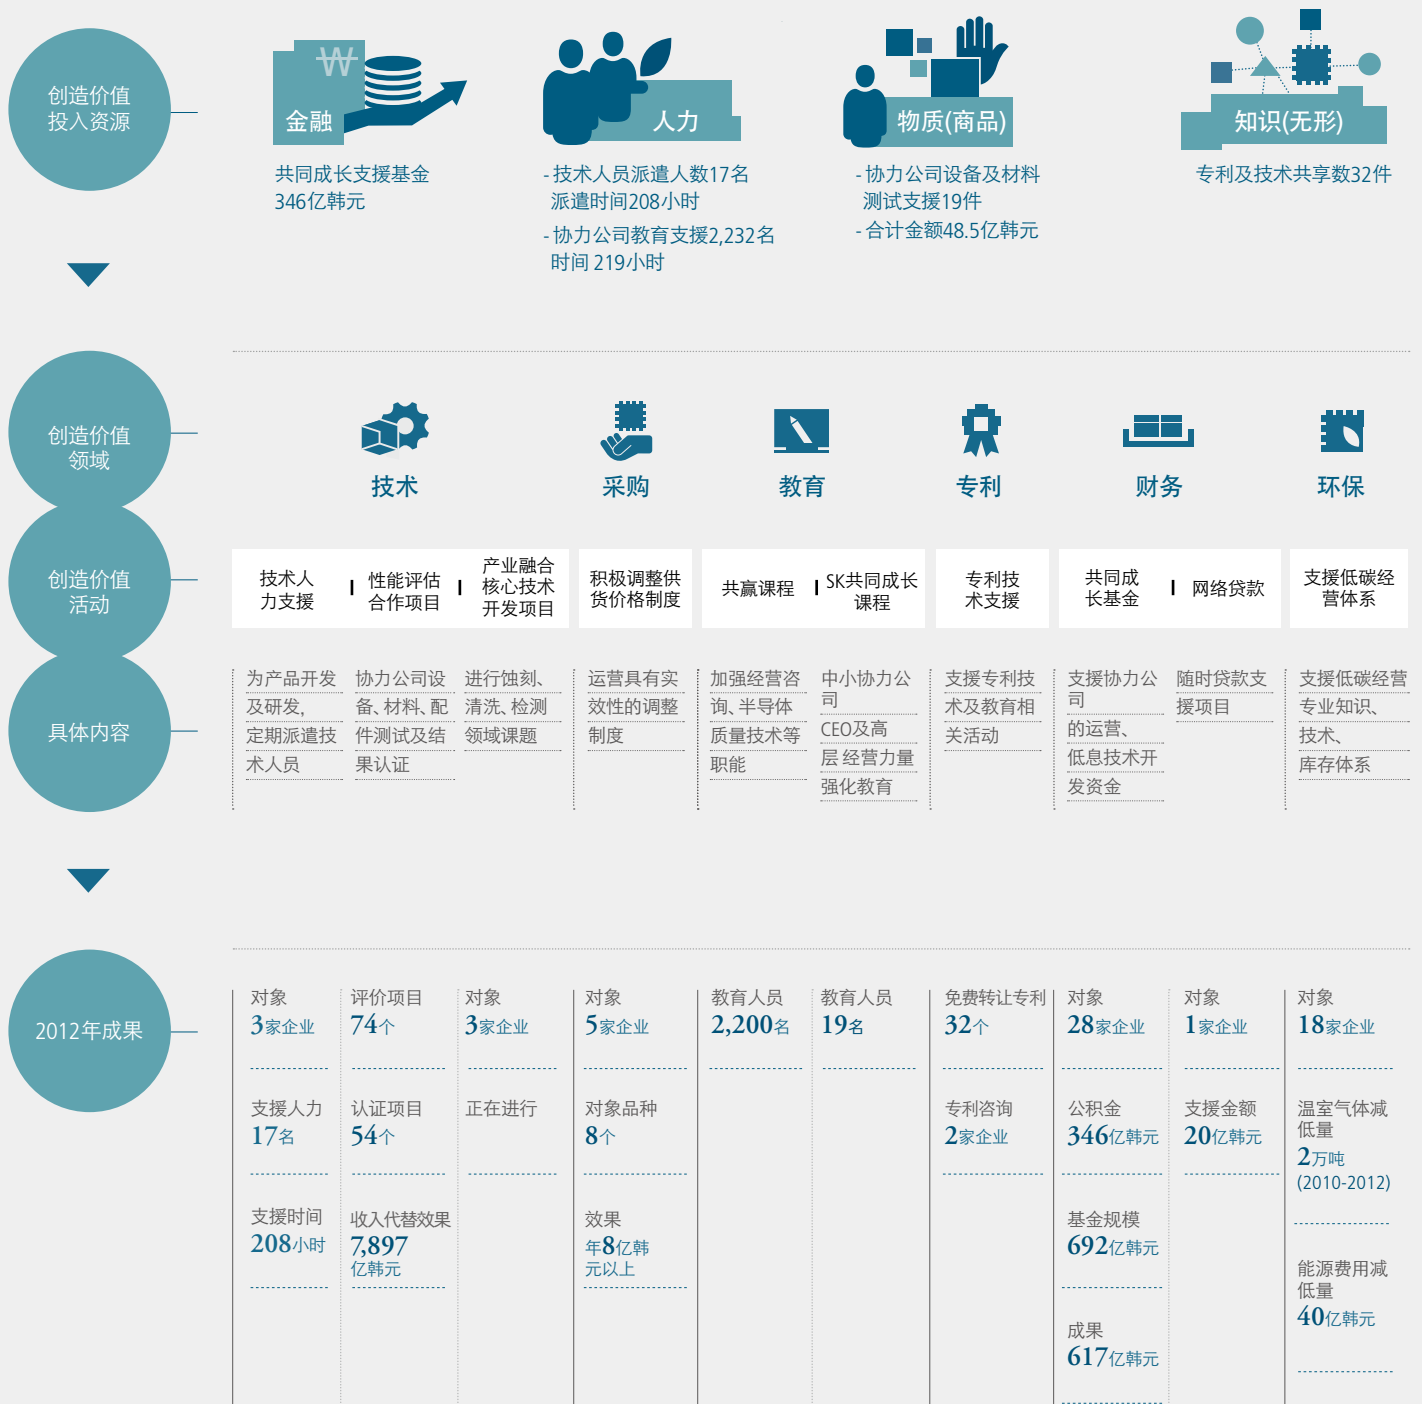 创造价值
投入资源
₩
金融
共同成长支援基金
346亿韩元
人力
- 技术人员派遣人数17名
派遣时间208小时
- 协力公司教育支援2,232名
时间 219小时
物质(商品)
- 协力公司设备及材料
测试支援19件
- 合计金额48.5亿韩元
知识(无形)
专利及技术共享数32件
创造价值
领域
技术
采购
教育
专利
财务
环保
创造价值
活动
技术人
力支援
性能评估
合作项目
产业融合
核心技术
开发项目
积极调整供
货价格制度
共赢课程
SK共同成长
课程
专利技
术支援
共同成
长基金
网络贷款
支援低碳经
营体系
具体内容
为产品开发
及研发,
定期派遣技
术人员
协力公司设
备、材料、配
件测试及结
果认证
进行蚀刻、
清洗、检测
领域课题
运营具有实
效性的调整
制度
加强经营咨
询、半导体
质量技术等
职能
中小协力公
司
CEO及高
层 经营力量
强化教育
支援专利技
术及教育相
关活动
支援协力公
司
的运营、
低息技术开
发资金
随时贷款支
援项目
支援低碳经营
专业知识、
技术、
库存体系
2012年成果
对象
3家企业
支援人力
17名
支援时间
208小时
评价项目
74个
认证项目
54个
收入代替效果
7,897
亿韩元
对象
3家企业
正在进行
对象
5家企业
对象品种
8个
效果
年8亿韩
元以上
教育人员
2,200名
教育人员
19名
免费转让专利
32个
专利咨询
2家企业
对象
28家企业
公积金
346亿韩元
基金规模
692亿韩元
成果
617亿韩元
对象
1家企业
支援金额
20亿韩元
对象
18家企业
温室气体减
低量
2万吨
(2010-2012)
能源费用减
低量
40亿韩元